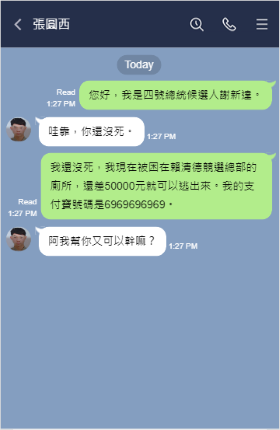 張圜西
Today
Read
1:27 PM
您好，我是四號總統候選人謝新達。
哇靠，你還沒死。
1:27 PM
我還沒死，我現在被困在賴清德競選總部的
廁所，還差50000元就可以逃出來。我的支
付寶號碼是6969696969。
Read
1:27 PM
阿我幫你又可以幹嘛？
1:27 PM